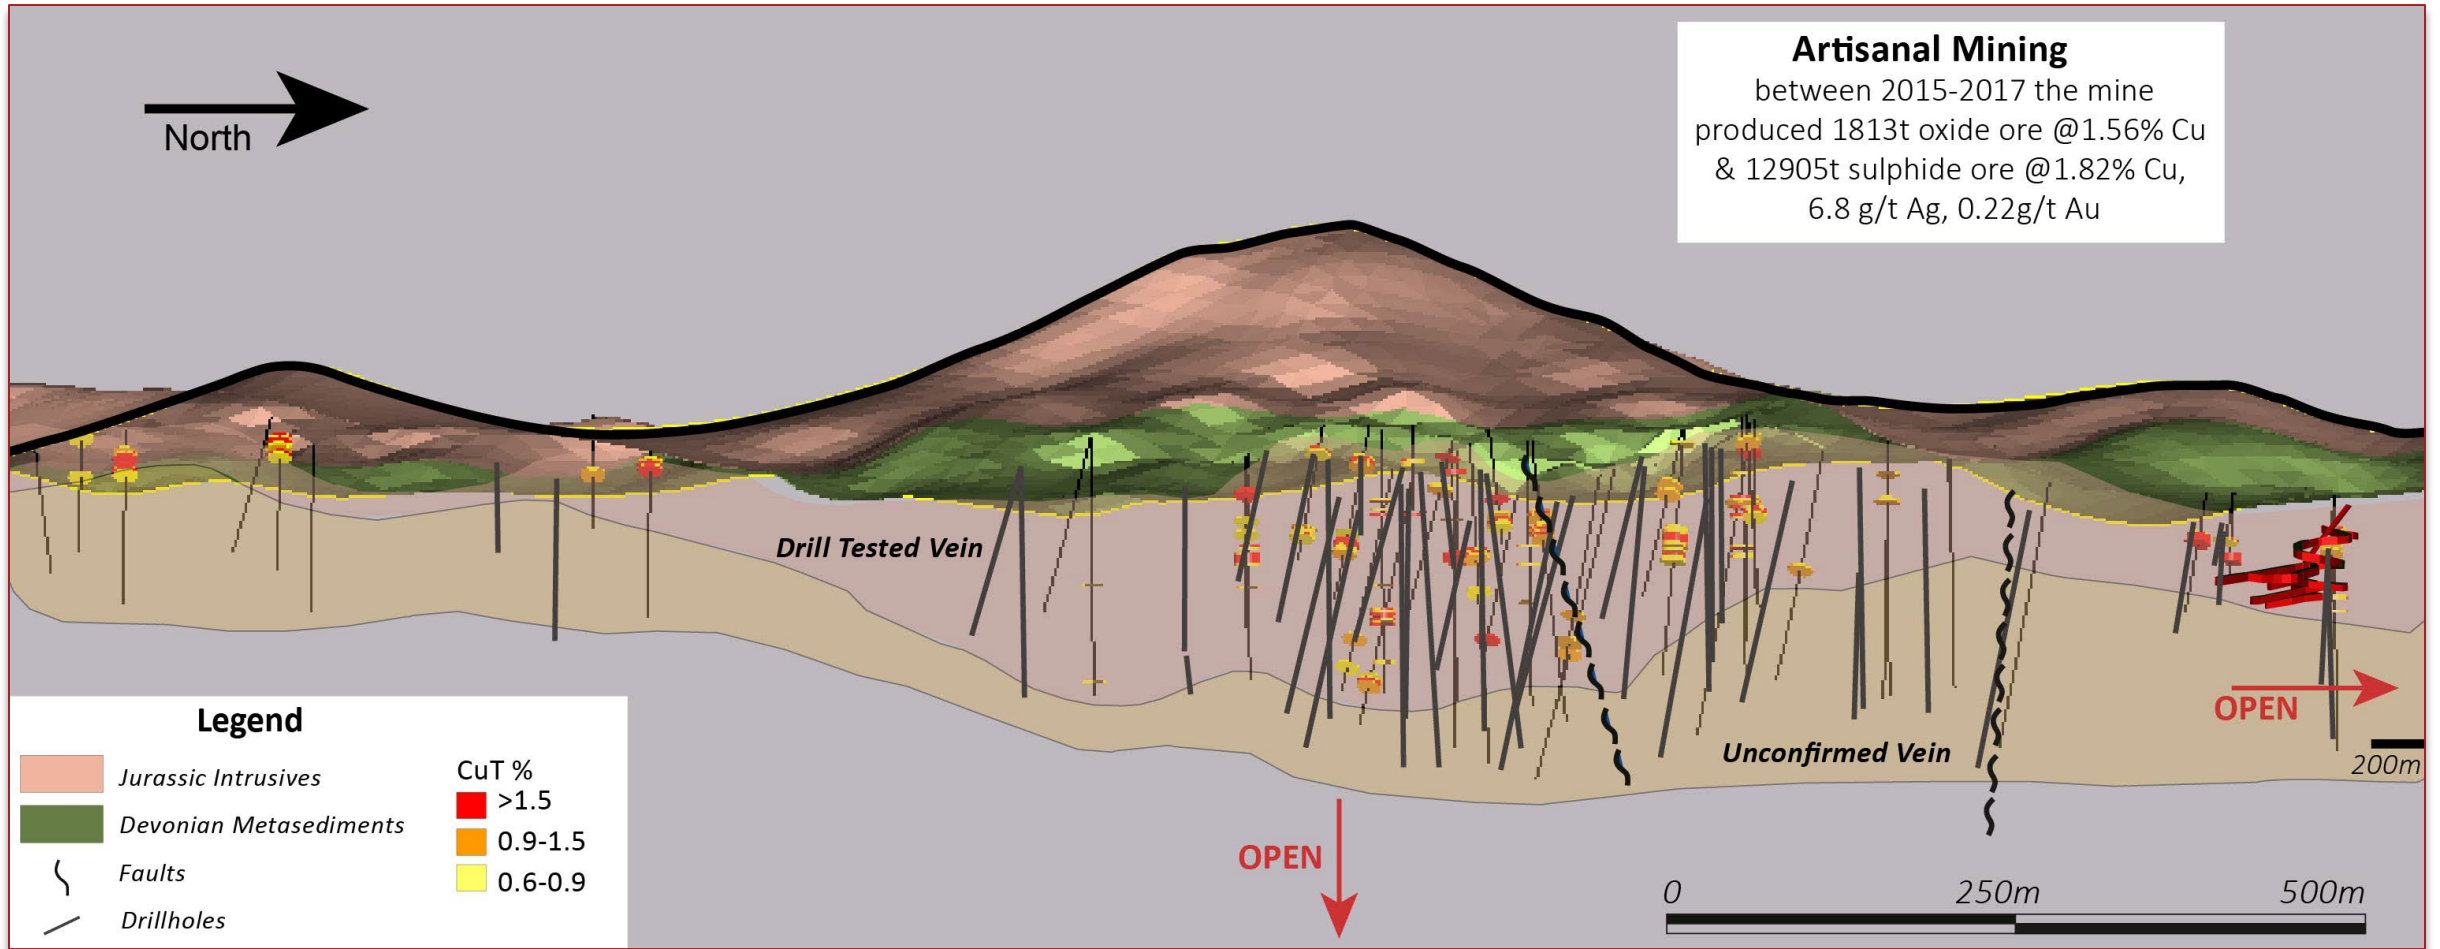 North
Artisanal Mining
between 2015-2017 the mine
produced 1813t oxide ore @1.56% Cu
& 12905t sulphide ore @1.82% Cu,
6.8 g/t Ag, 0.22g/t Au
Drill Tested Vein
Unconfirmed Vein
OPEN
200m
OPEN
Legend
Jurassic Intrusives
Devonian Metasediments
Faults
Drillholes
CuT %
>1.5
0.9-1.5
0.6-0.9
0 250m 500m